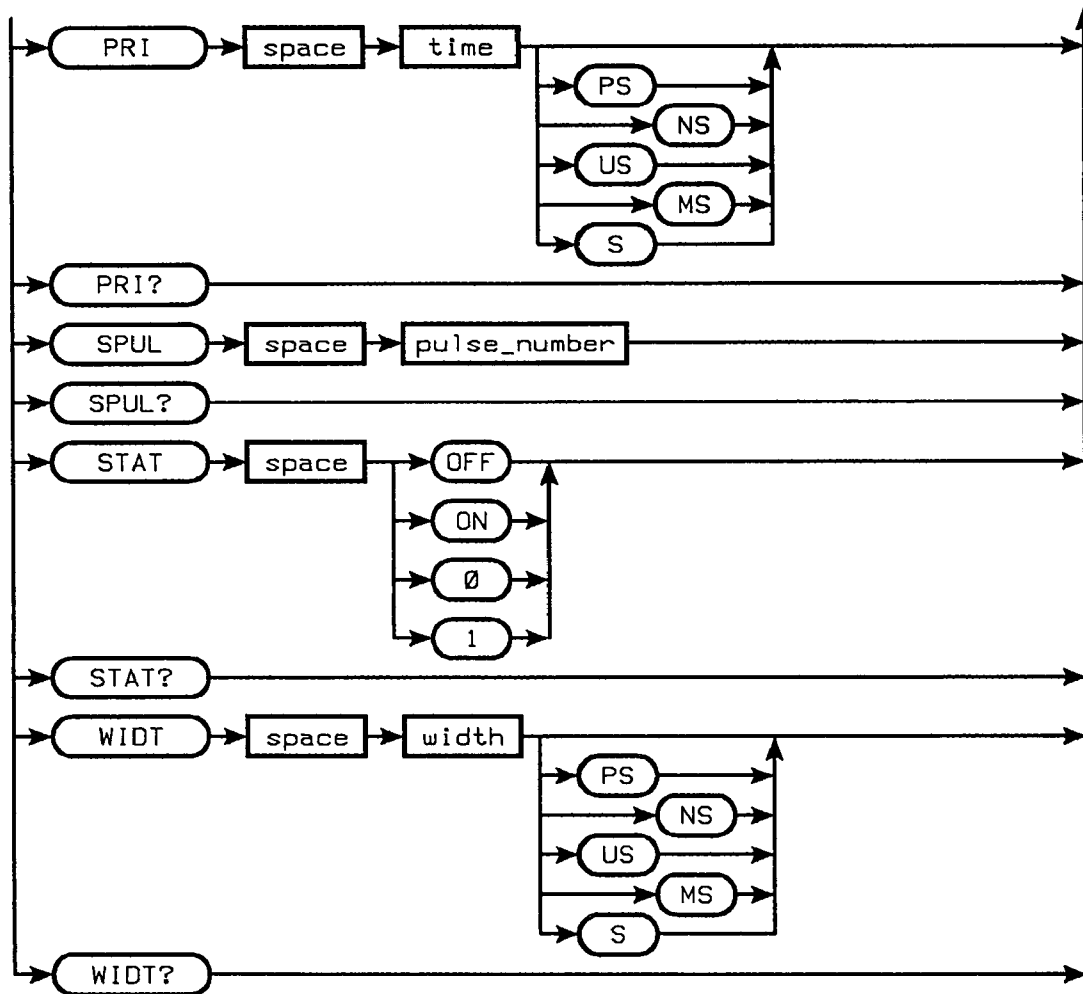 PRI space time
PS
NS
US
MS
S
PRI?
SPUL space pulse_number
SPUL?
STAT space OFF
ON
Ø
1
STAT?
WIDT space width
PS
NS
US
MS
S
WIDT?